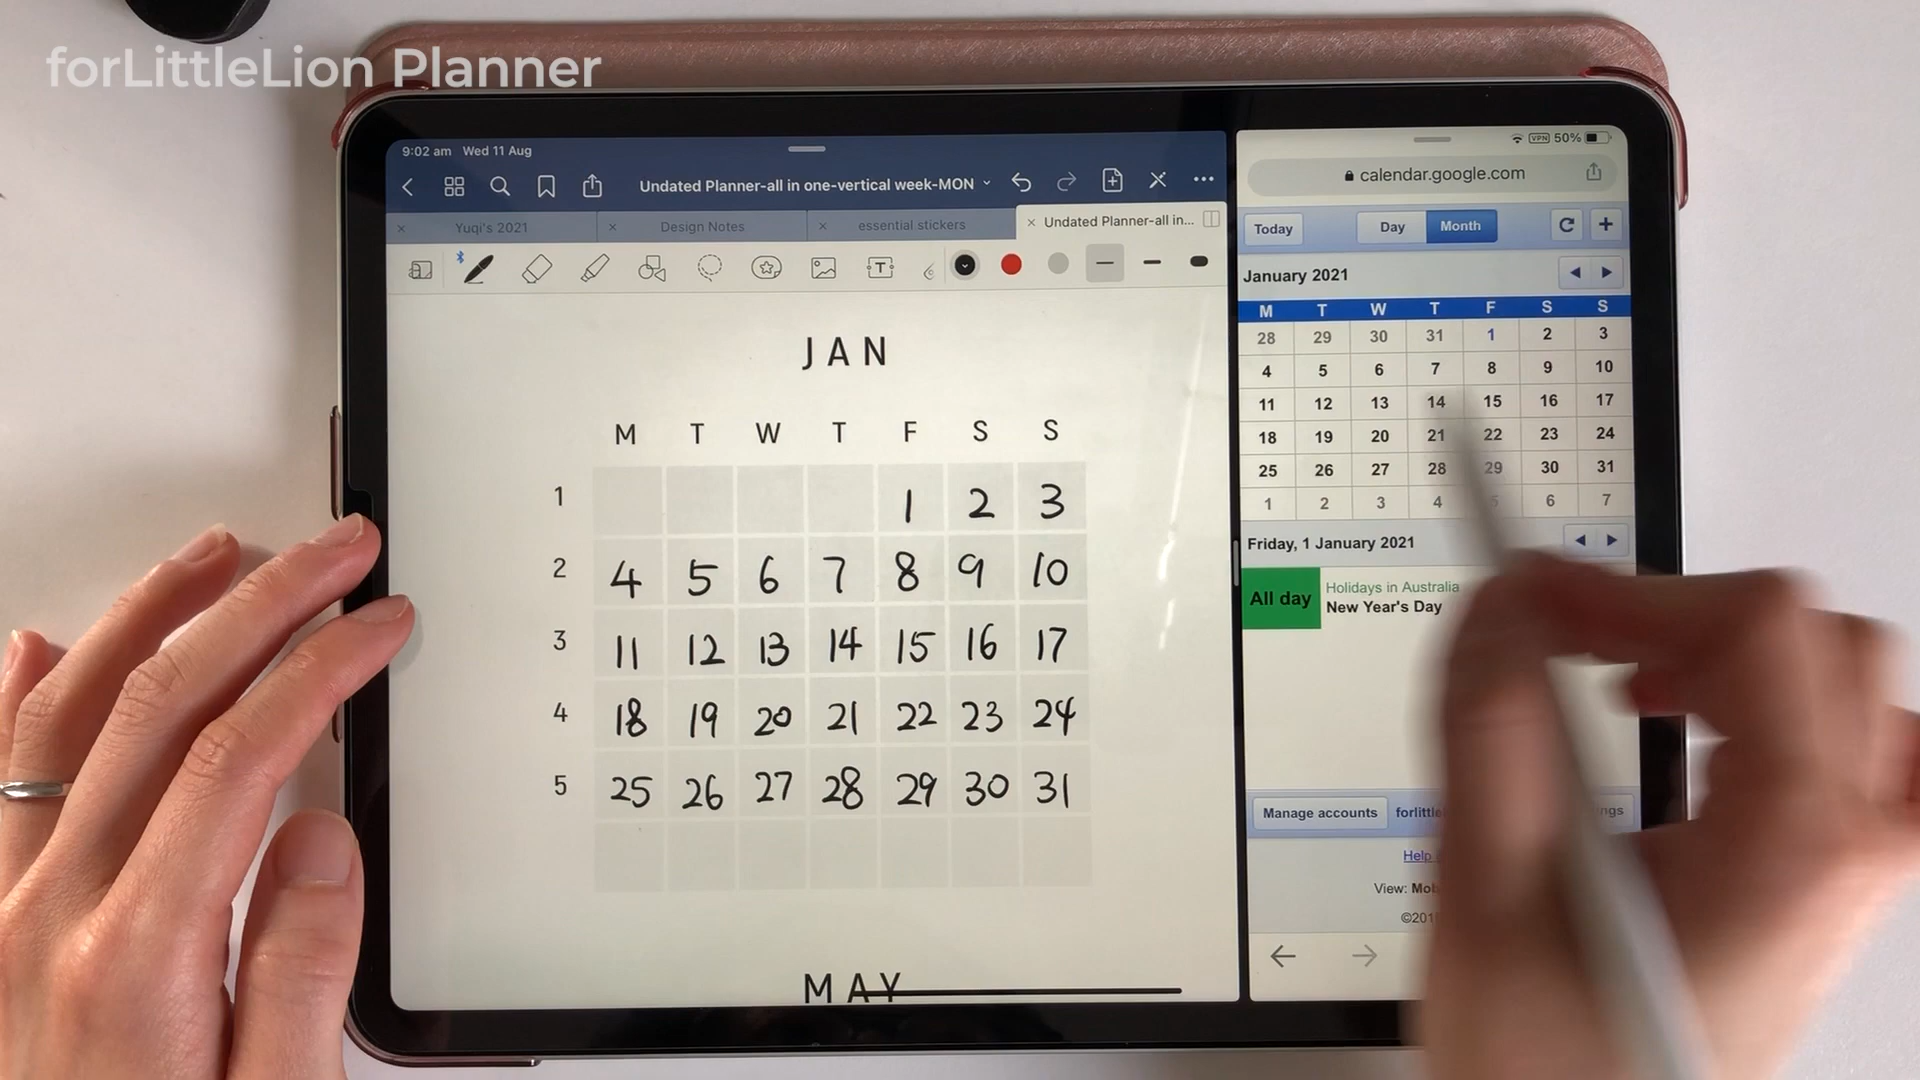 forLittleLion Planner
9:02 am Wed 11 Aug
Undated Planner-all in one-vertical week-MON
Yuqi's 2021
Design Notes
essential stickers
Undated Planner-all in...
JAN
M T W T F S S
1 1 2 3
2 4 5 6 7 8 9 10
3 11 12 13 14 15 16 17
4 18 19 20 21 22 23 24
5 25 26 27 28 29 30 31
MAY
VPN 50%
calendar.google.com
Today Day Month
January 2021
M T W T F S S
28 29 30 31 1 2 3
4 5 6 7 8 9 10
11 12 13 14 15 16 17
18 19 20 21 22 23 24
25 26 27 28 29 30 31
1 2 3 4 5 6 7
Friday, 1 January 2021
All day
Holidays in Australia
New Year's Day
Manage accounts
Help
View: